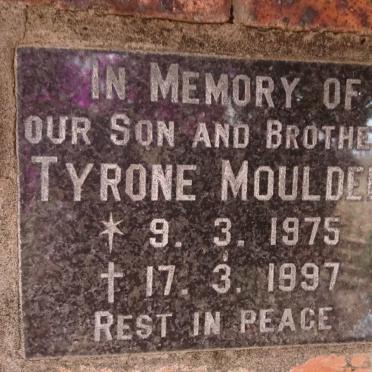 IN MEMORY OF
OUR SON AND BROTHE
TYRONE MOULDE
* 9. 3. 1975
† 17. 3. 1997
REST IN PEACE